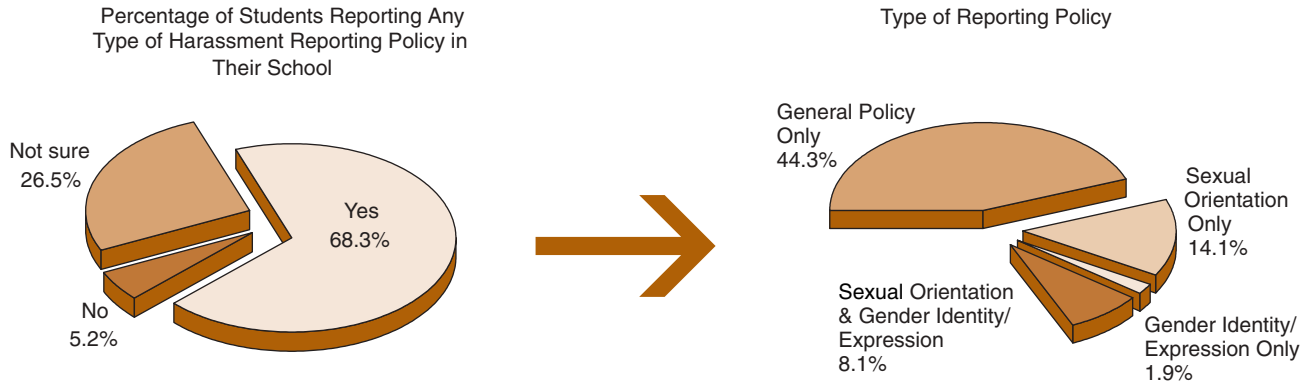 Percentage of Students Reporting Any
Type of Harassment Reporting Policy in
Their School
Not sure
26.5%
Yes
68.3%
No
5.2%
Type of Reporting Policy
General Policy
Only
44.3%
Sexual
Orientation
Only
14.1%
Sexual Orientation
& Gender Identity/
Expression
8.1%
Gender Identity/
Expression Only
1.9%